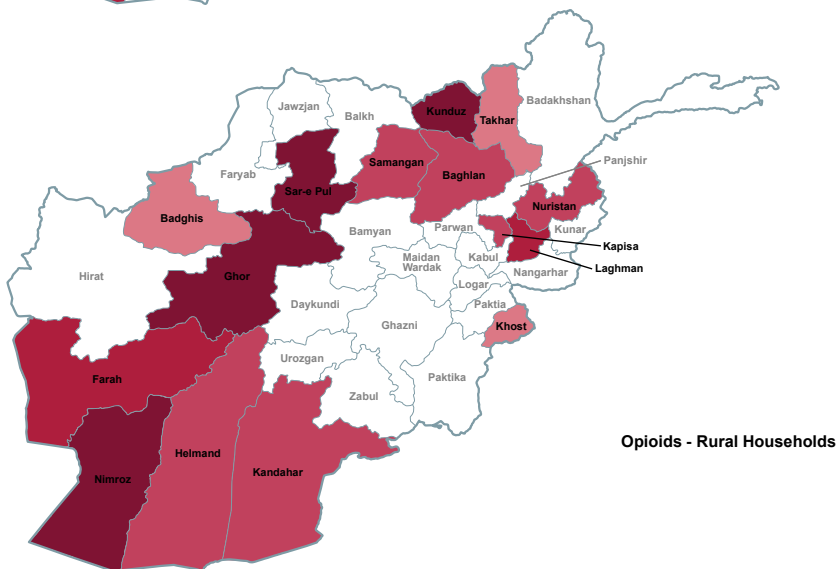 Jawzjan
Balkh
Kunduz
Takhar
Badakhshan
Faryab
Samangan
Baghlan
Panjshir
Sar-e Pul
Nuristan
Badghis
Bamyan
Parwan
Kunar
Kapisa
Maidan
Wardak
Kabul
Laghman
Hirat
Ghor
Nangarhar
Logar
Daykundi
Paktia
Ghazni
Khost
Urozgan
Farah
Paktika
Zabul
Opioids - Rural Households
Helmand
Kandahar
Nimroz